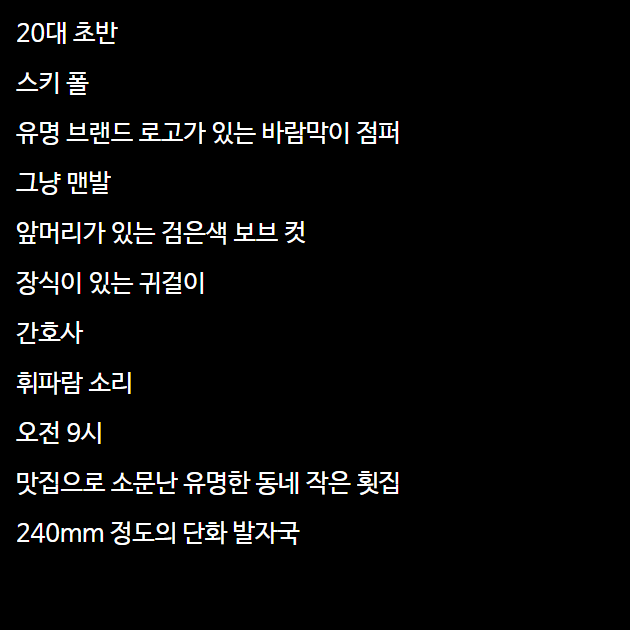 20대 초반
스키 폴
유명 브랜드 로고가 있는 바람막이 점퍼
그냥 맨발
앞머리가 있는 검은색 보브 컷
장식이 있는 귀걸이
간호사
휘파람 소리
오전 9시
맛집으로 소문난 유명한 동네 작은 횟집
240mm 정도의 단화 발자국